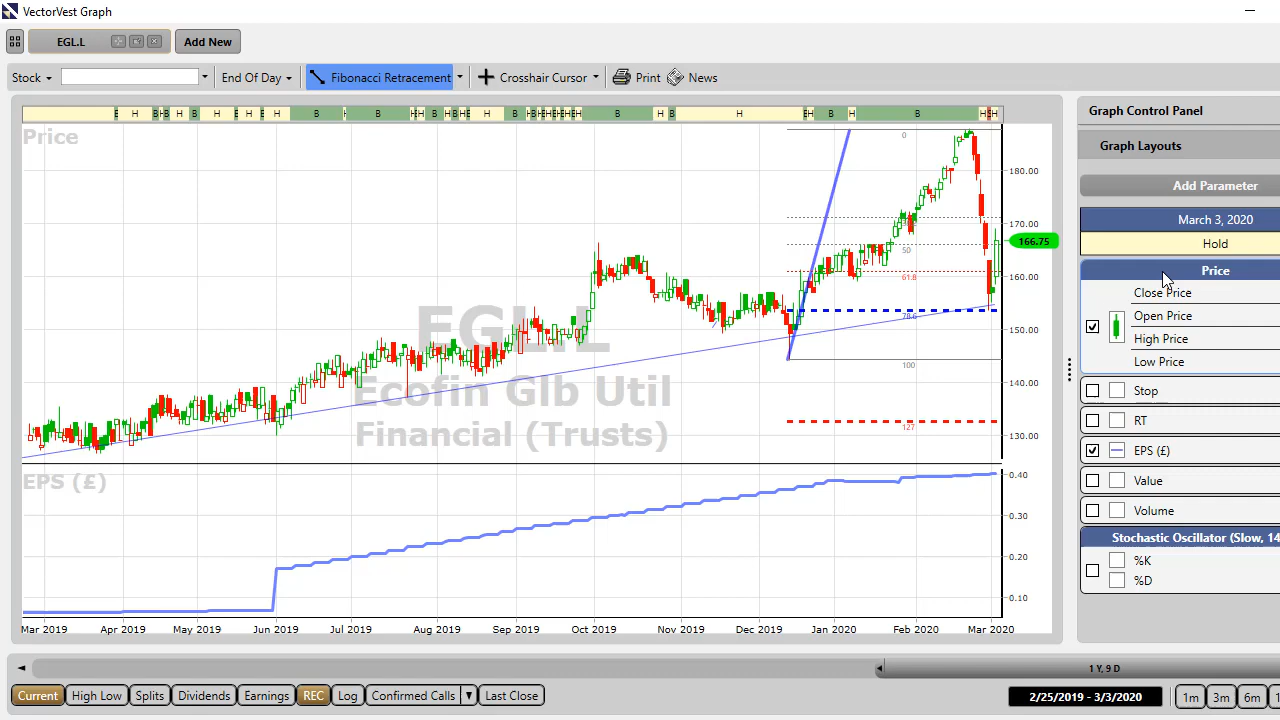 VectorVest Graph
EGL.L
Add New
Stock
End Of Day
Fibonacci Retracement
Crosshair Cursor
Print
News
B H B H B H B H B H B H B H B H B H B H B H B H B H B H B H H
Price
0
50
61.8
78.6
100
127
EGL.L
Ecofin Glb Util
Financial (Trusts)
180.00
170.00
166.75
160.00
150.00
140.00
130.00
EPS (£)
0.40
0.30
0.20
0.10
Mar 2019 Apr 2019 May 2019 Jun 2019 Jul 2019 Aug 2019 Sep 2019 Oct 2019 Nov 2019 Dec 2019 Jan 2020 Feb 2020 Mar 2020
Graph Control Panel
Graph Layouts
Add Parameter
March 3, 2020
Hold
Price
Close Price
Open Price
High Price
Low Price
Stop
RT
EPS (£)
Value
Volume
Stochastic Oscillator (Slow, 14
%K
%D
1 Y, 9 D
Current High Low Splits Dividends Earnings REC Log Confirmed Calls Last Close
2/25/2019 - 3/3/2020
1m 3m 6m